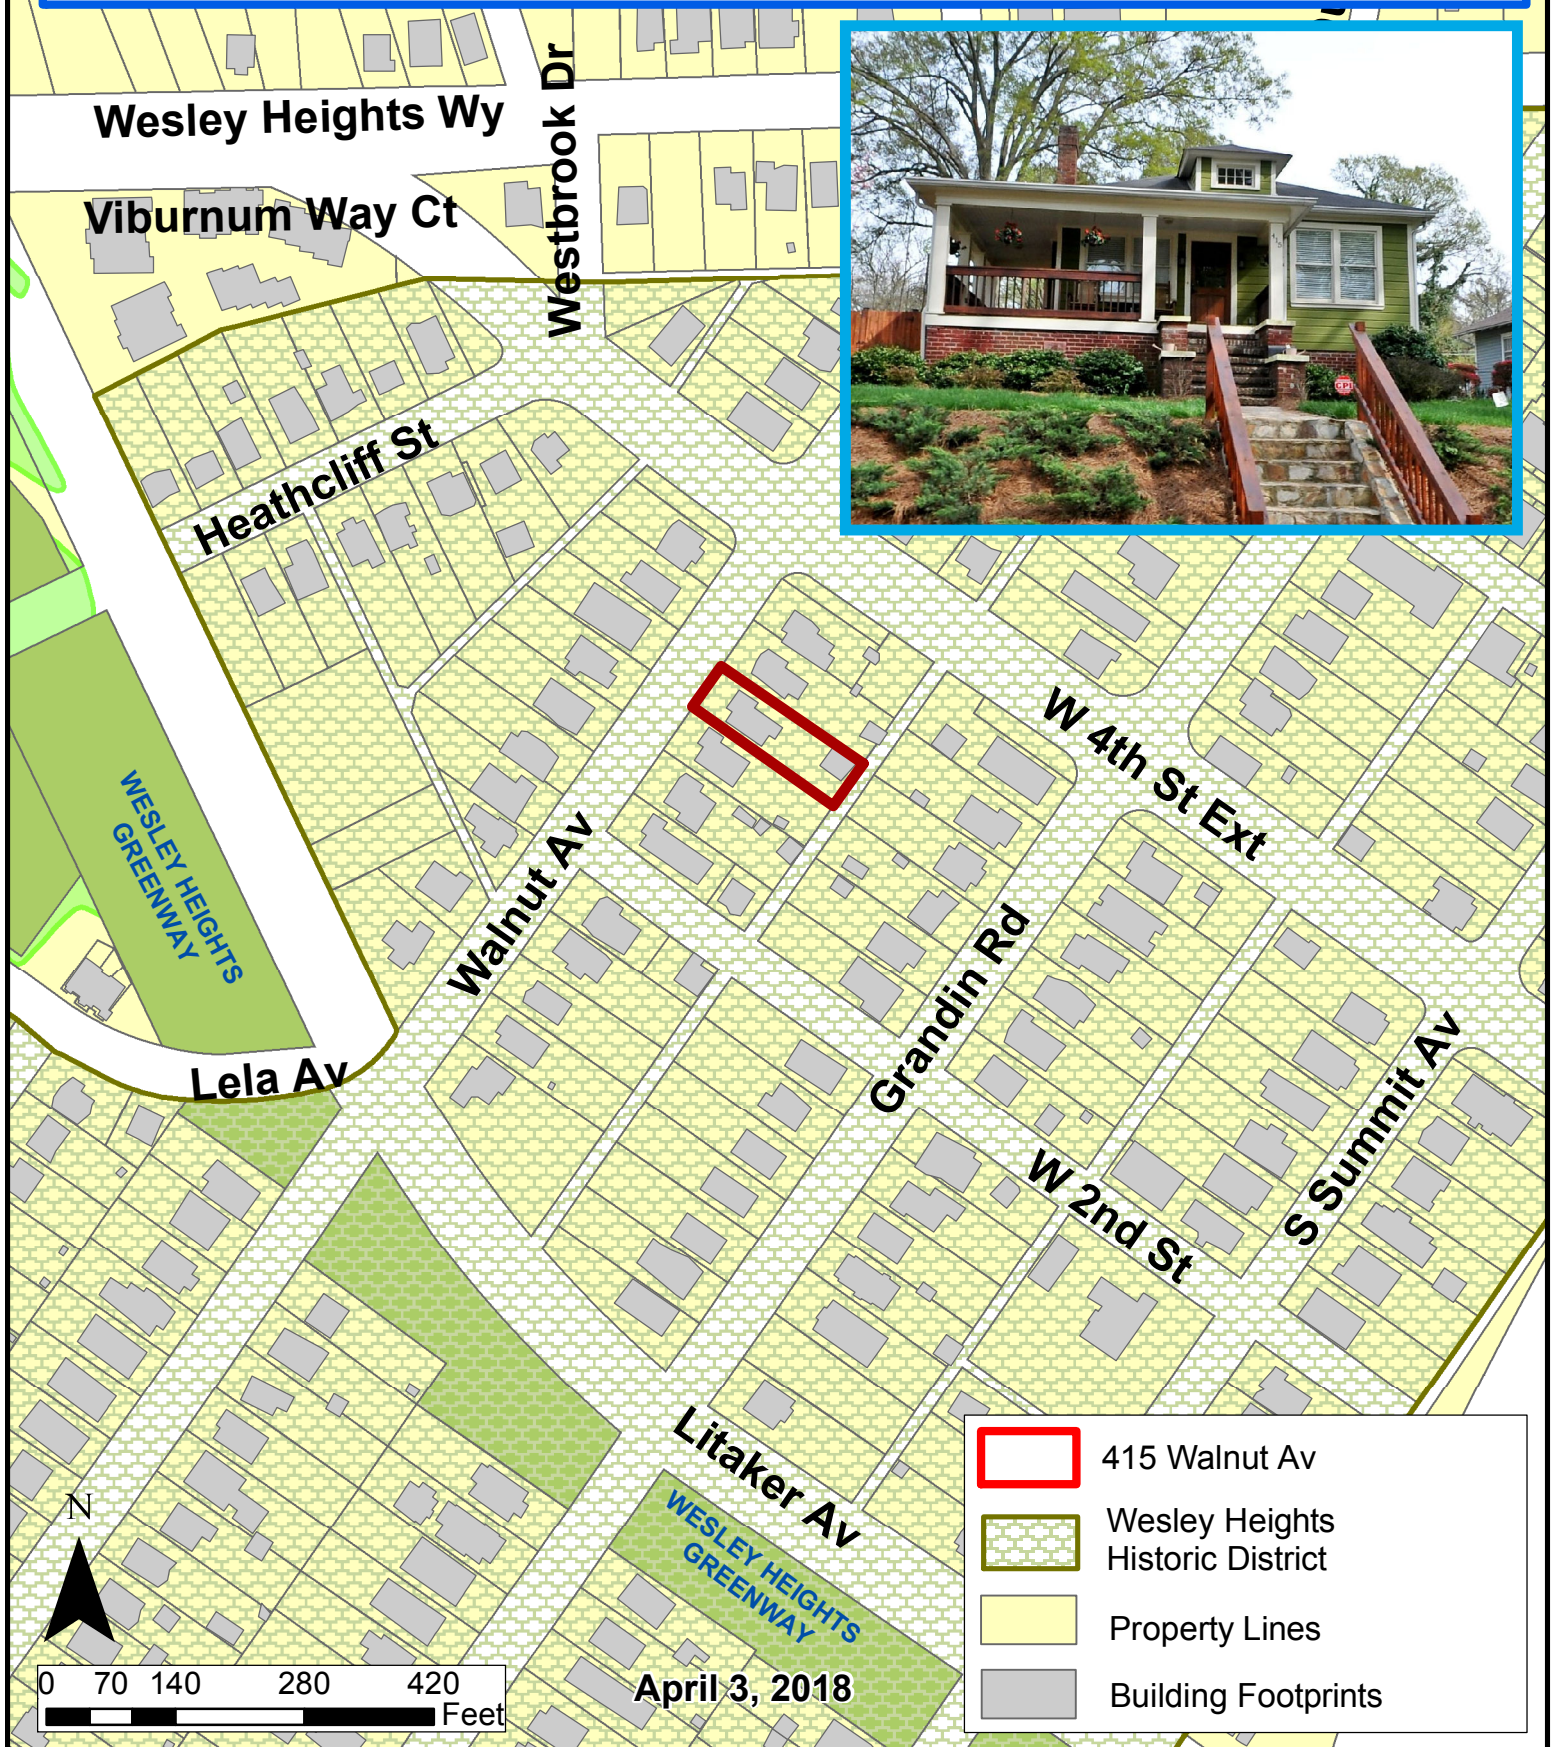 Wesley Heights Wy
Westbrook Dr
Viburnum Way Ct
Heathcliff St
W 4th St Ext
WESLEY HEIGHTS
GREENWAY
Walnut Av
Grandin Rd
Lela Av
S Summit Av
W 2nd St
Litaker Av
WESLEY HEIGHTS
GREENWAY
415 Walnut Av
Wesley Heights
Historic District
Property Lines
Building Footprints
N
0 70 140 280 420
Feet
April 3, 2018
415
CPI